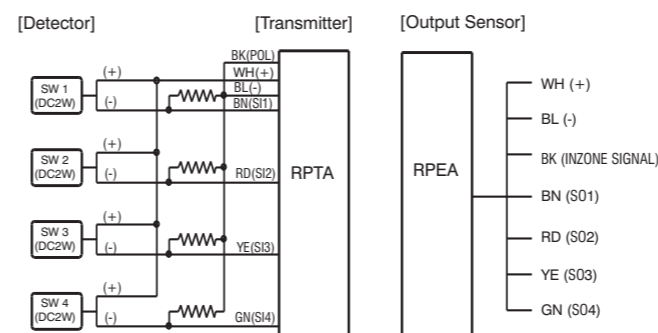 [Detector] [Transmitter] [Output Sensor]
BK(POL)
(+) WH(+)
SW 1 BL(-)
(DC2W) (-) BN(SI1)
WH (+)
BL (-)
(+)
SW 2
(DC2W) (-) RD(SI2) RPTA
RPEA
BK (INZONE SIGNAL)
BN (S01)
(+)
SW 3
(DC2W) (-) YE(SI3)
RD (S02)
YE (S03)
(+)
SW 4
(DC2W) (-) GN(SI4)
GN (S04)